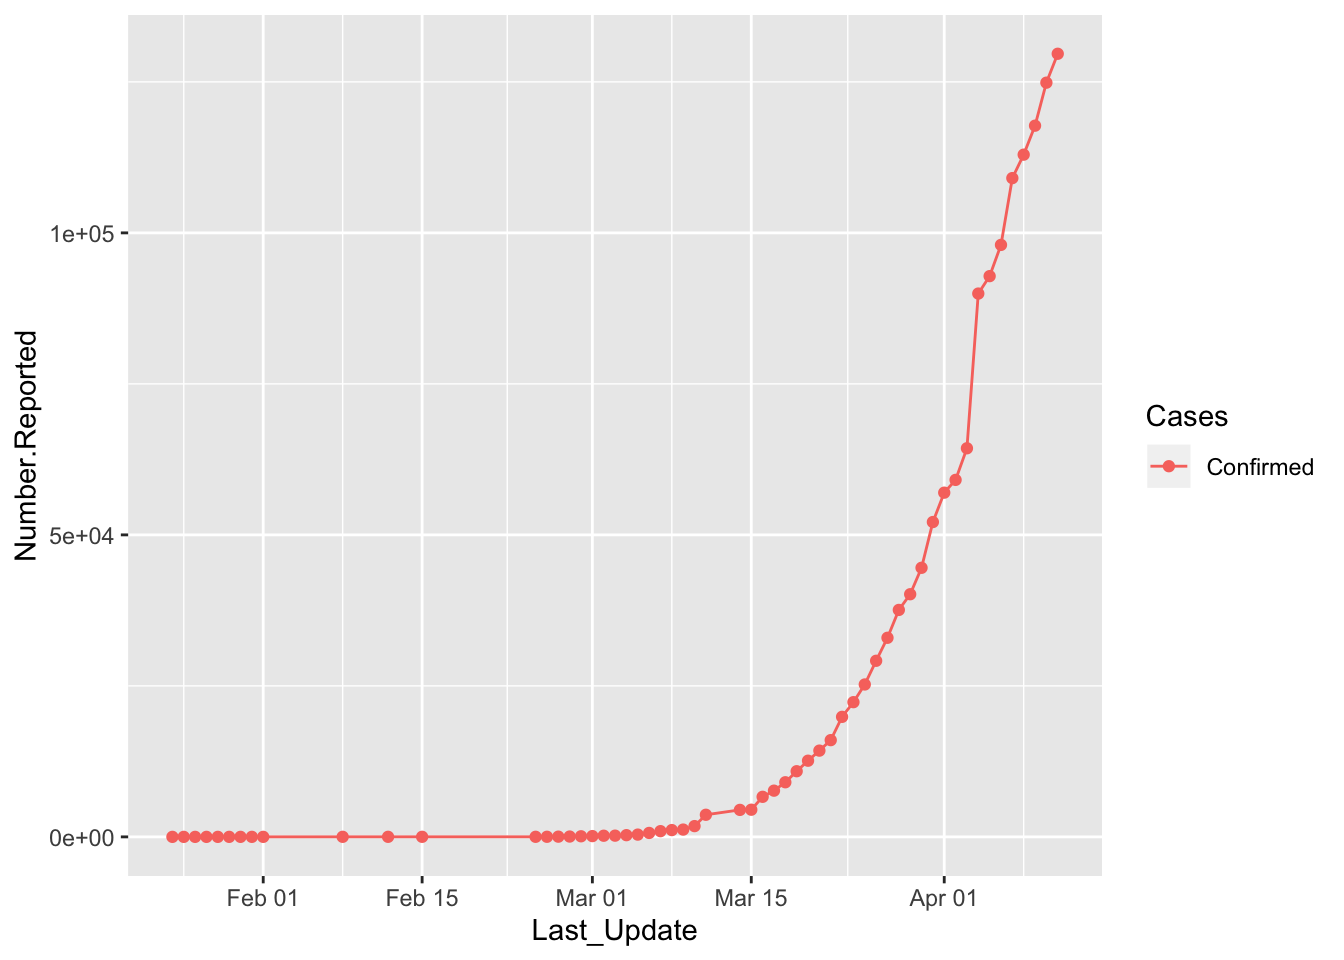 Number.Reported
1e+05
5e+04
0e+00
Feb 01
Feb 15
Mar 01
Mar 15
Apr 01
Last_Update
Cases
Confirmed